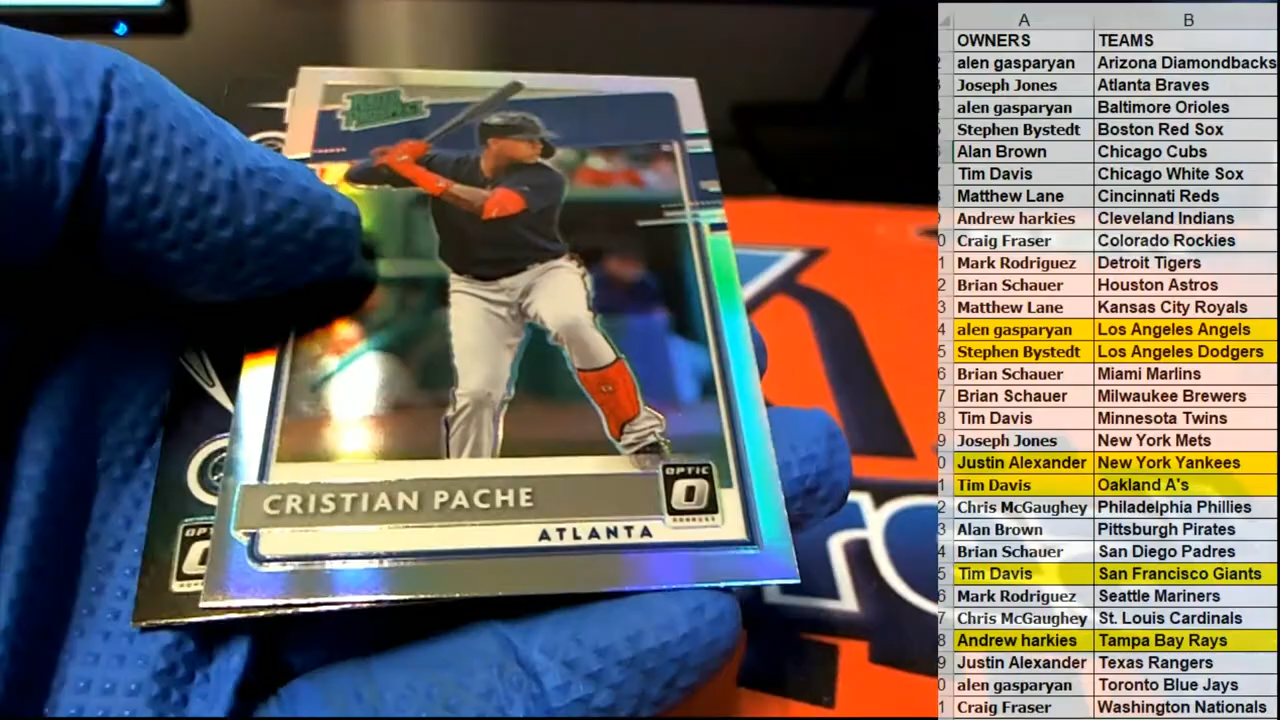 CRISTIAN PACHE
OPTIC
ATLANTA
A B
OWNERS TEAMS
alen gasparyan Arizona Diamondbacks
Joseph Jones Atlanta Braves
alen gasparyan Baltimore Orioles
Stephen Bystedt Boston Red Sox
Alan Brown Chicago Cubs
Tim Davis Chicago White Sox
Matthew Lane Cincinnati Reds
Andrew harkies Cleveland Indians
Craig Fraser Colorado Rockies
Mark Rodriguez Detroit Tigers
Brian Schauer Houston Astros
Matthew Lane Kansas City Royals
alen gasparyan Los Angeles Angels
Stephen Bystedt Los Angeles Dodgers
Brian Schauer Miami Marlins
Brian Schauer Milwaukee Brewers
Tim Davis Minnesota Twins
Joseph Jones New York Mets
Justin Alexander New York Yankees
Tim Davis Oakland A's
Chris McGaughey Philadelphia Phillies
Alan Brown Pittsburgh Pirates
Brian Schauer San Diego Padres
Tim Davis San Francisco Giants
Mark Rodriguez Seattle Mariners
Chris McGaughey St. Louis Cardinals
Andrew harkies Tampa Bay Rays
Justin Alexander Texas Rangers
alen gasparyan Toronto Blue Jays
Craig Fraser Washington Nationals